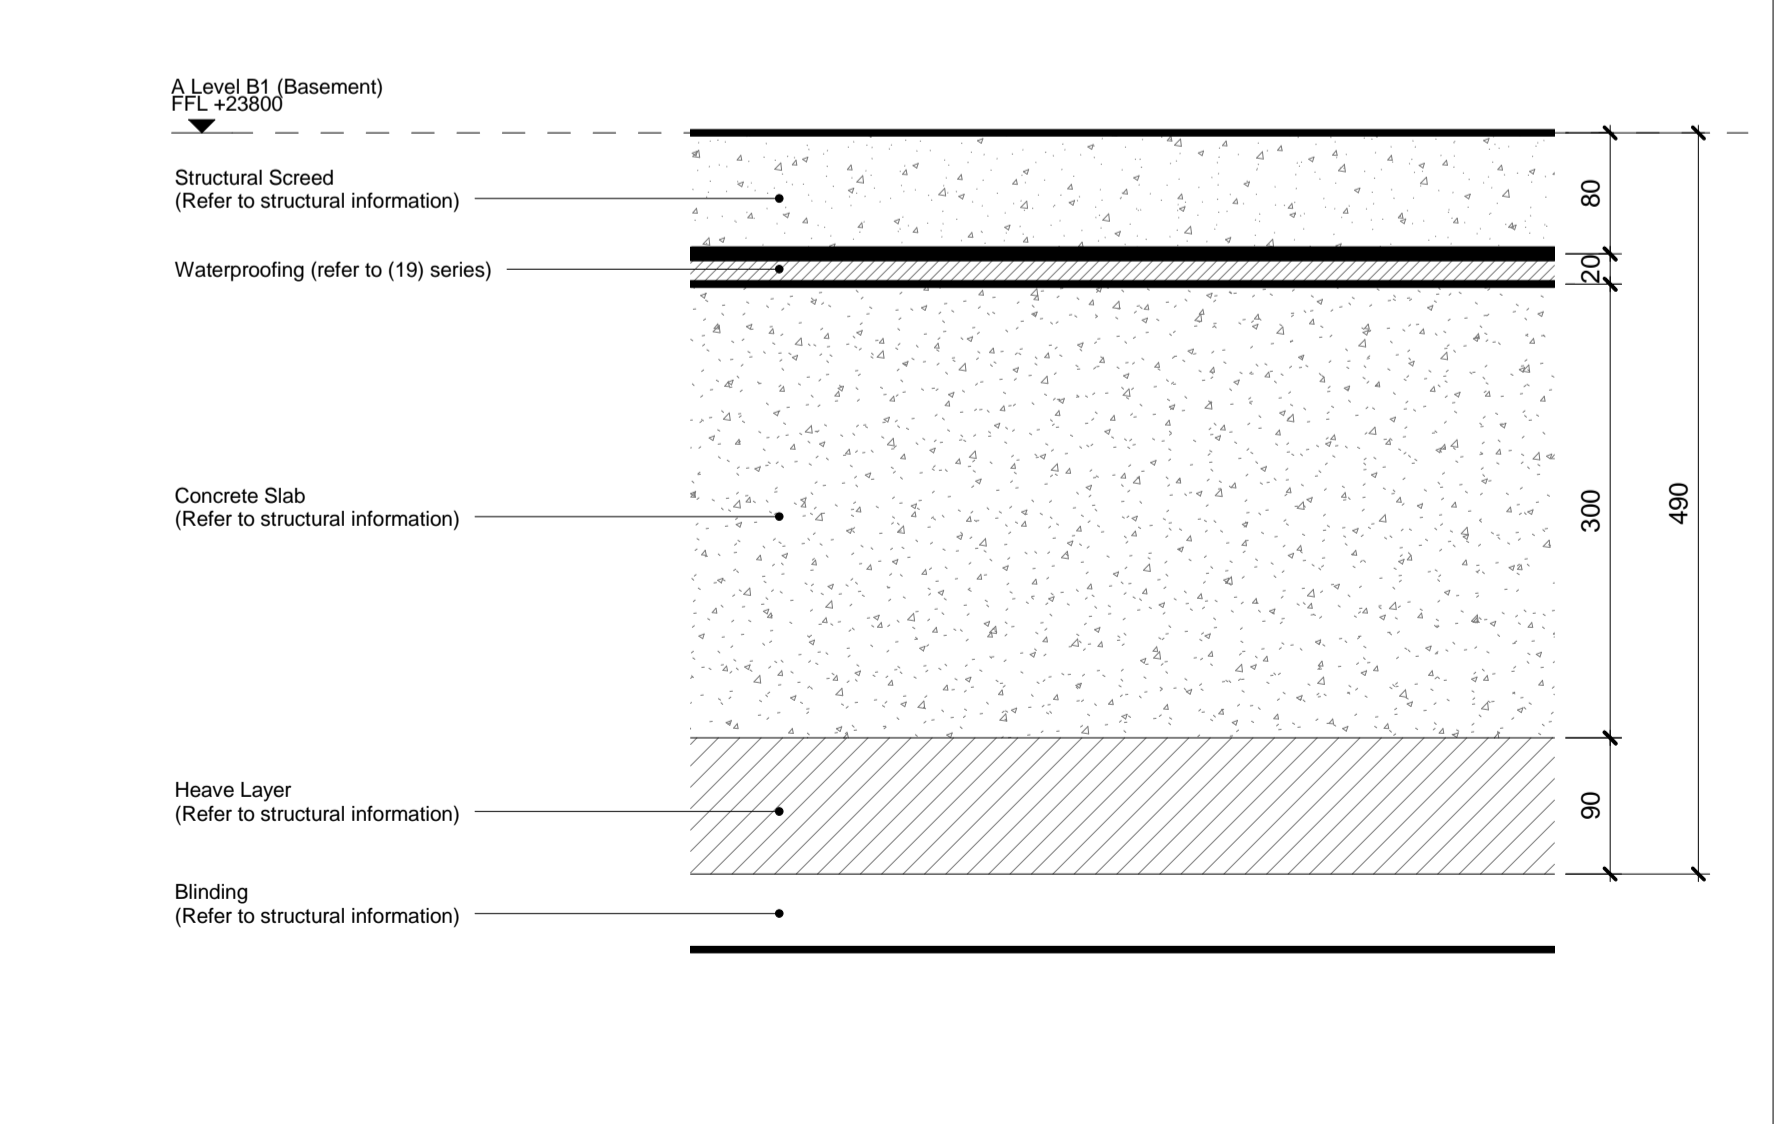 A Level B1 (Basement)
FFL +23800
Structural Screed
(Refer to structural information)
80
Waterproofing (refer to (19) series)
20
Concrete Slab
(Refer to structural information)
300
490
Heave Layer
(Refer to structural information)
90
Blinding
(Refer to structural information)